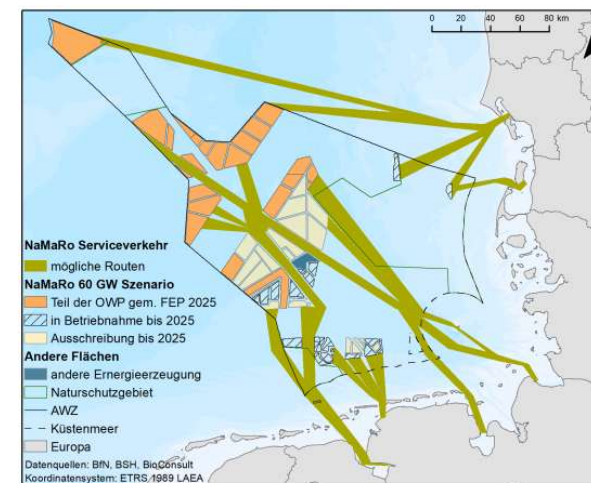 0 20 40 60 80 km
NaMaRo Serviceverkehr
mögliche Routen
NaMaRo 60 GW Szenario
Teil der OWP gem. FEP 2025
in Betriebnahme bis 2025
Ausschreibung bis 2025
Andere Flächen
andere Ernergieerzeugung
Naturschutzgebiet
AWZ
Küstenmeer
Europa
Datenquellen: BfN, BSH, BioConsult
Koordinatensystem: ETRS 1989 LAEA